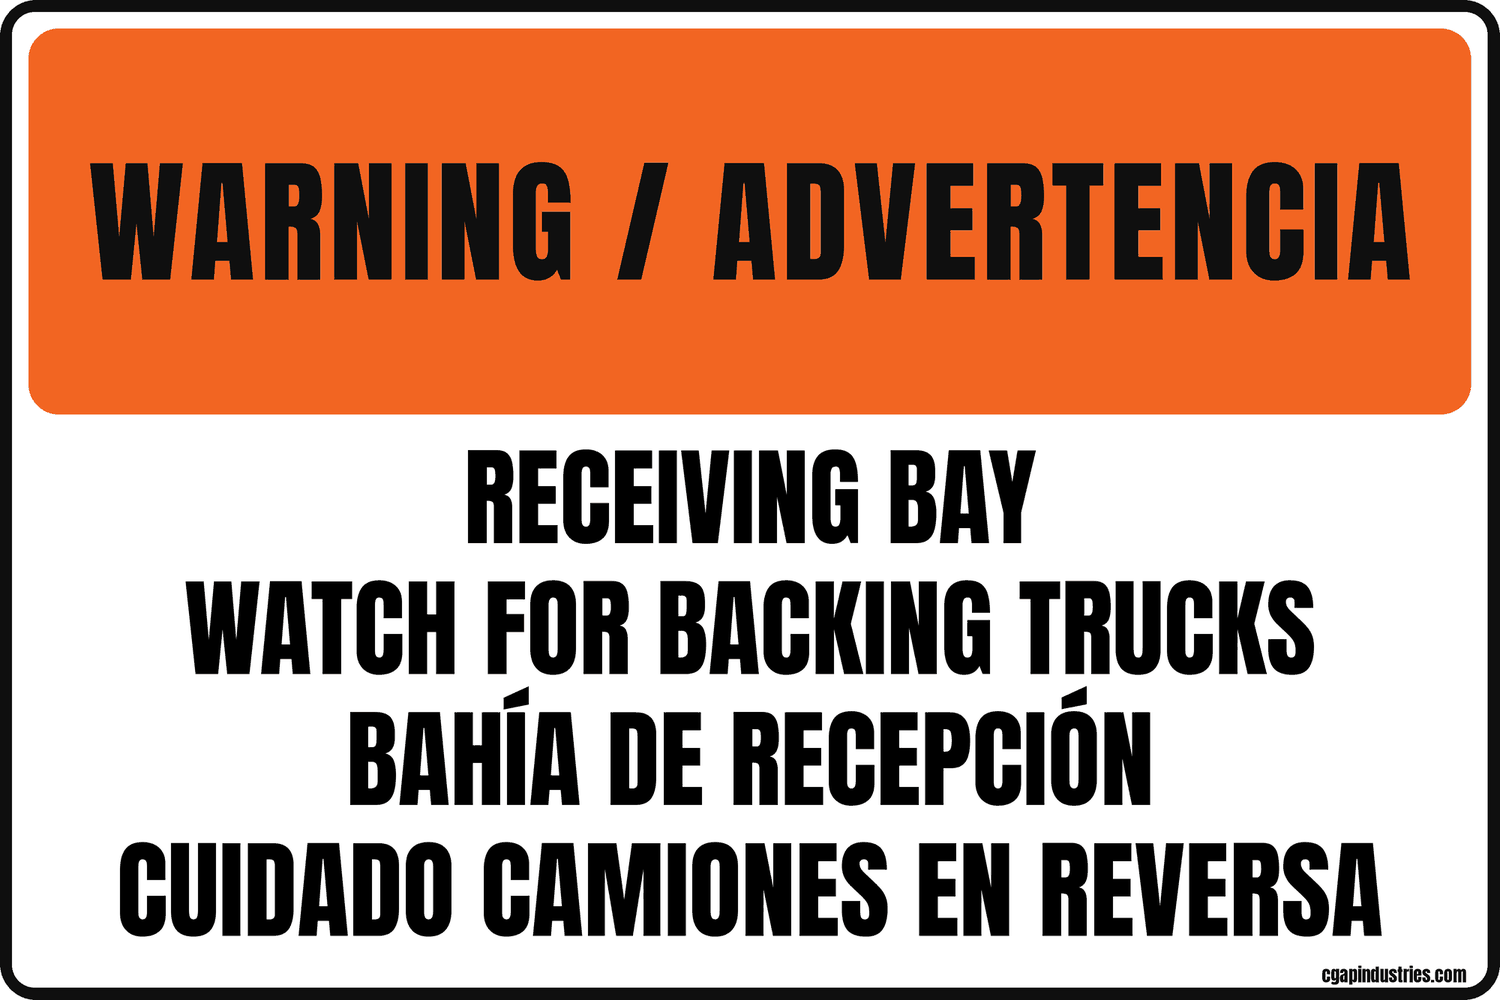 WARNING / ADVERTENCIA
RECEIVING BAY
WATCH FOR BACKING TRUCKS
BAHÍA DE RECEPCIÓN
CUIDADO CAMIONES EN REVERSA
cgapindustries.com